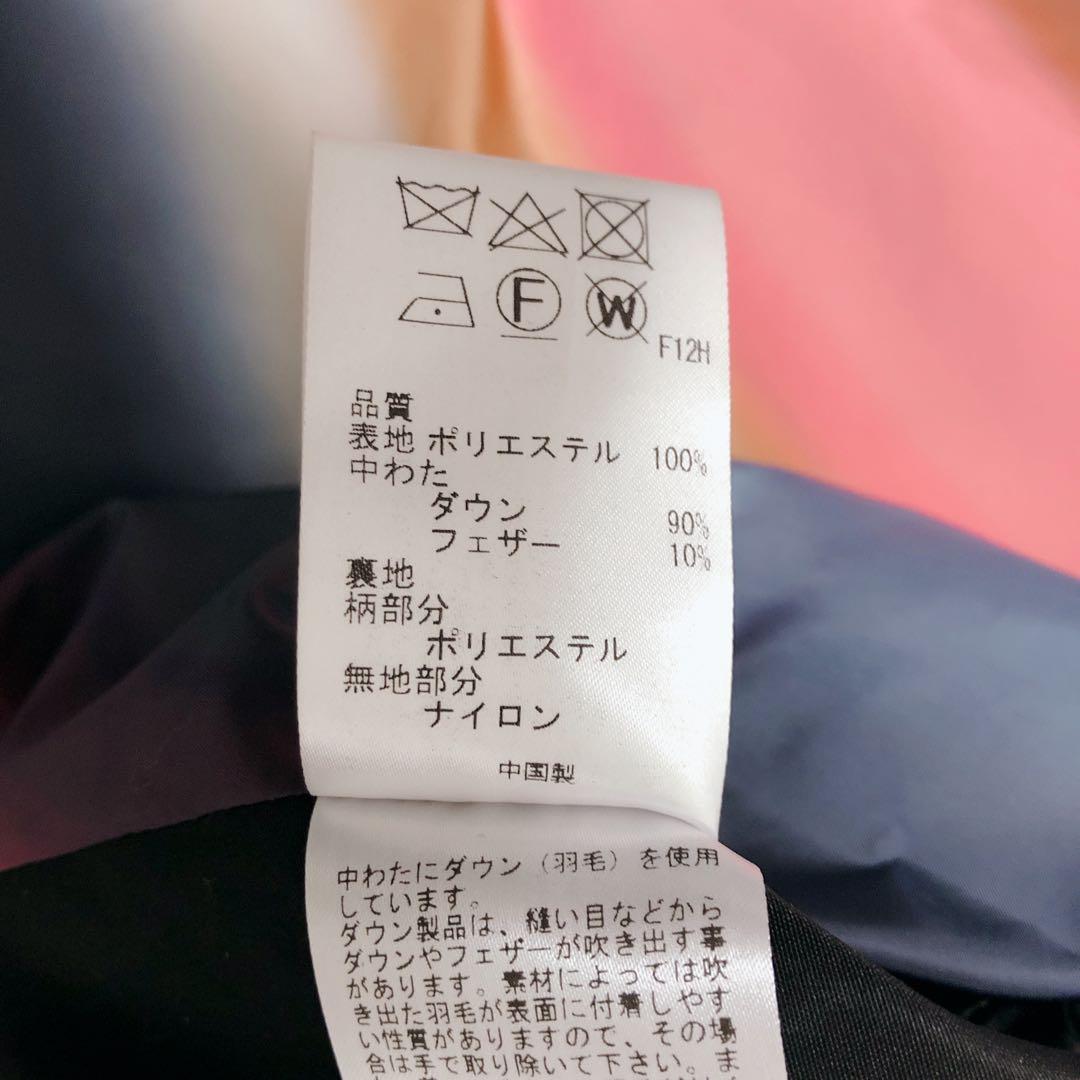 F
W
F12H
品質
表地 ポリエステル 100%
中わた
ダウン 90%
フェザー 10%
裏地
柄部分
ポリエステル
無地部分
ナイロン
中国製
中わたにダウン(羽毛)を使用
しています。
ダウン製品は、縫い目などから
ダウンやフェザーが吹き出す事
があります。素材によっては吹
き出た羽毛が表面に付着しやす
い性質がありますので、その場
合は手で取り除いて下さい。ま